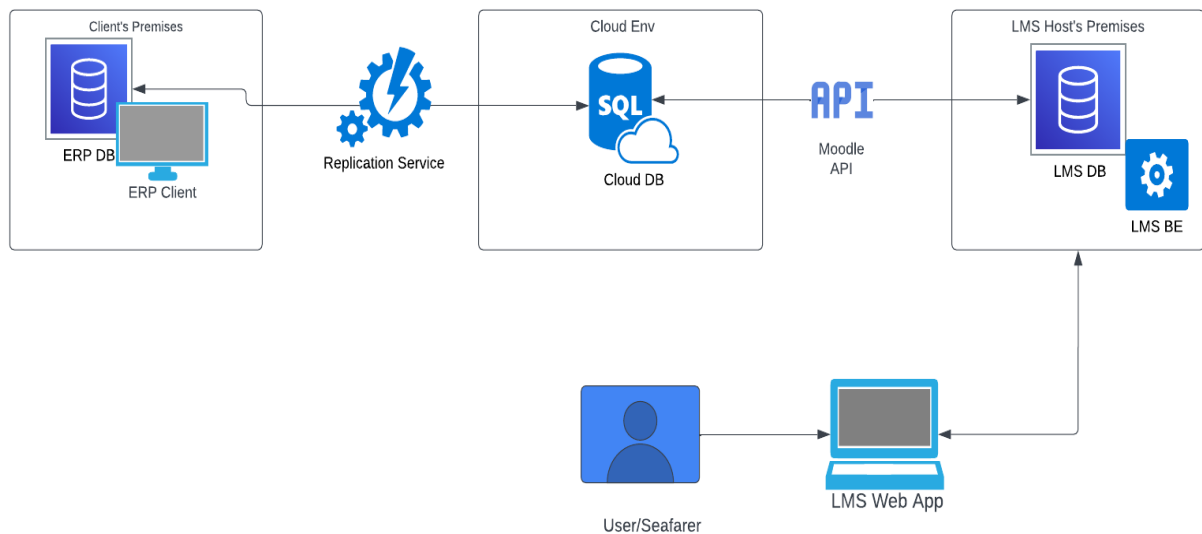 Client's Premises
Cloud Env
LMS Host's Premises
SQL
API
ERP DB
ERP Client
Replication Service
Cloud DB
Moodle
API
LMS DB
LMS BE
LMS Web App
User/Seafarer